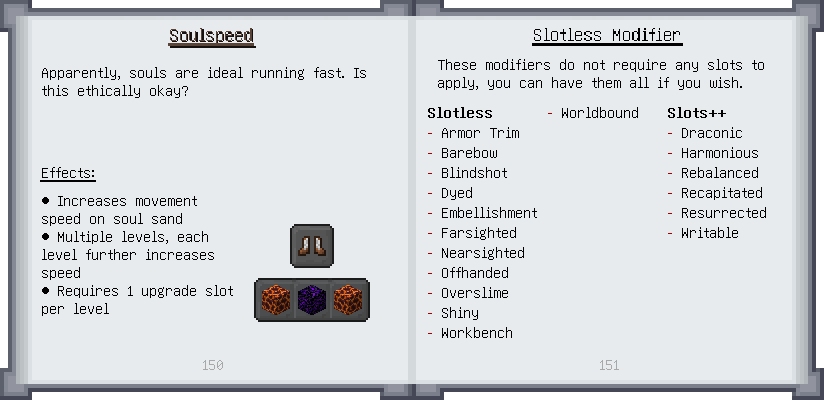 Soulspeed
Apparently, souls are ideal running fast. Is
this ethically okay?
Effects:
● Increases movement
speed on soul sand
● Multiple levels, each
level further increases
speed
● Requires 1 upgrade slot
per level
150
Slotless Modifier
These modifiers do not require any slots to
apply, you can have them all if you wish.
Slotless
- Armor Trim
- Barebow
- Blindshot
- Dyed
- Embellishment
- Farsighted
- Nearsighted
- Offhanded
- Overslime
- Shiny
- Workbench
- Worldbound
Slots++
- Draconic
- Harmonious
- Rebalanced
- Recapitated
- Resurrected
- Writable
151